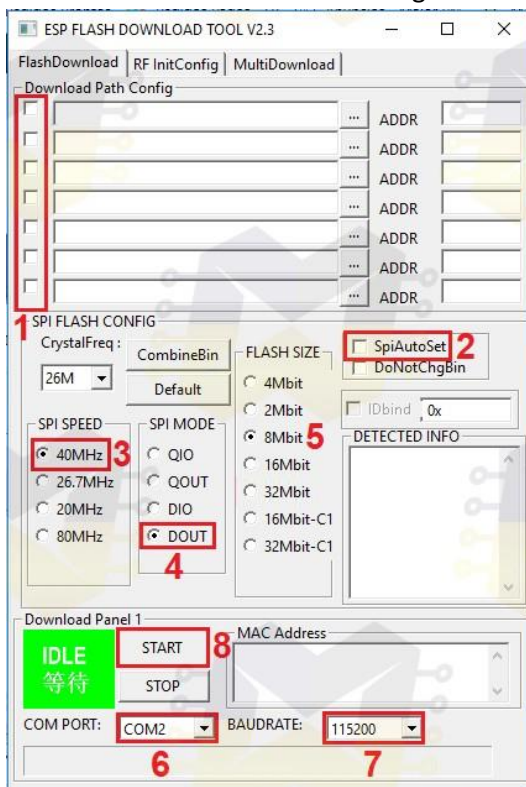 ESP FLASH DOWNLOAD TOOL V2.3
FlashDownload RF InitConfig MultiDownload
Download Path Config
... ADDR
... ADDR
... ADDR
... ADDR
... ADDR
... ADDR
... ADDR
1
SPI FLASH CONFIG
CrystalFreq :
26M
CombineBin
Default
SPI SPEED
40MHz 3
26.7MHz
20MHz
80MHz
SPI MODE
QIO
QOUT
DIO
DOUT
4
FLASH SIZE
4Mbit
2Mbit
8Mbit 5
16Mbit
32Mbit
16Mbit-C1
32Mbit-C1
SpiAutoSet 2
DoNotChgBin
IDbind 0x
DETECTED INFO
Download Panel 1
IDLE
等待
START 8
STOP
MAC Address
COM PORT: COM2 BAUDRATE: 115200
6 7